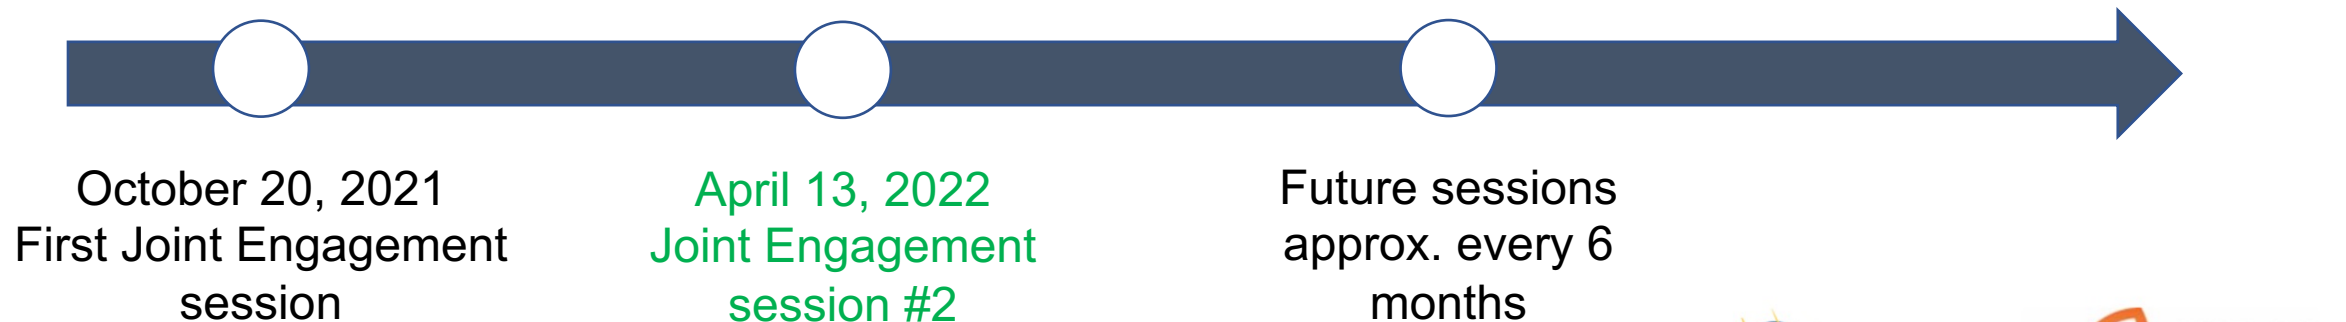 October 20, 2021
First Joint Engagement
session
April 13, 2022
Joint Engagement
session #2
Future sessions
approx. every 6
months